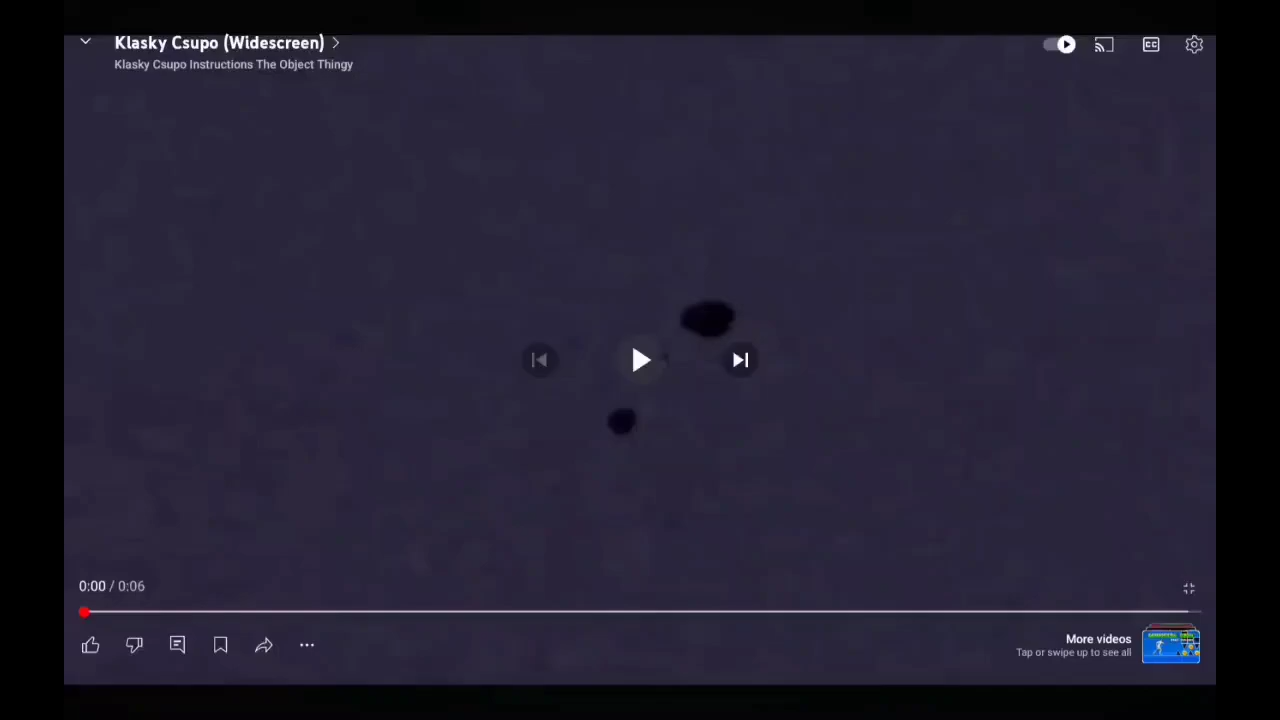 Klasky Csupo (Widescreen)
Klasky Csupo Instructions The Object Thingy
CC
0:00 / 0:06
More videos
Tap or swipe up to see all